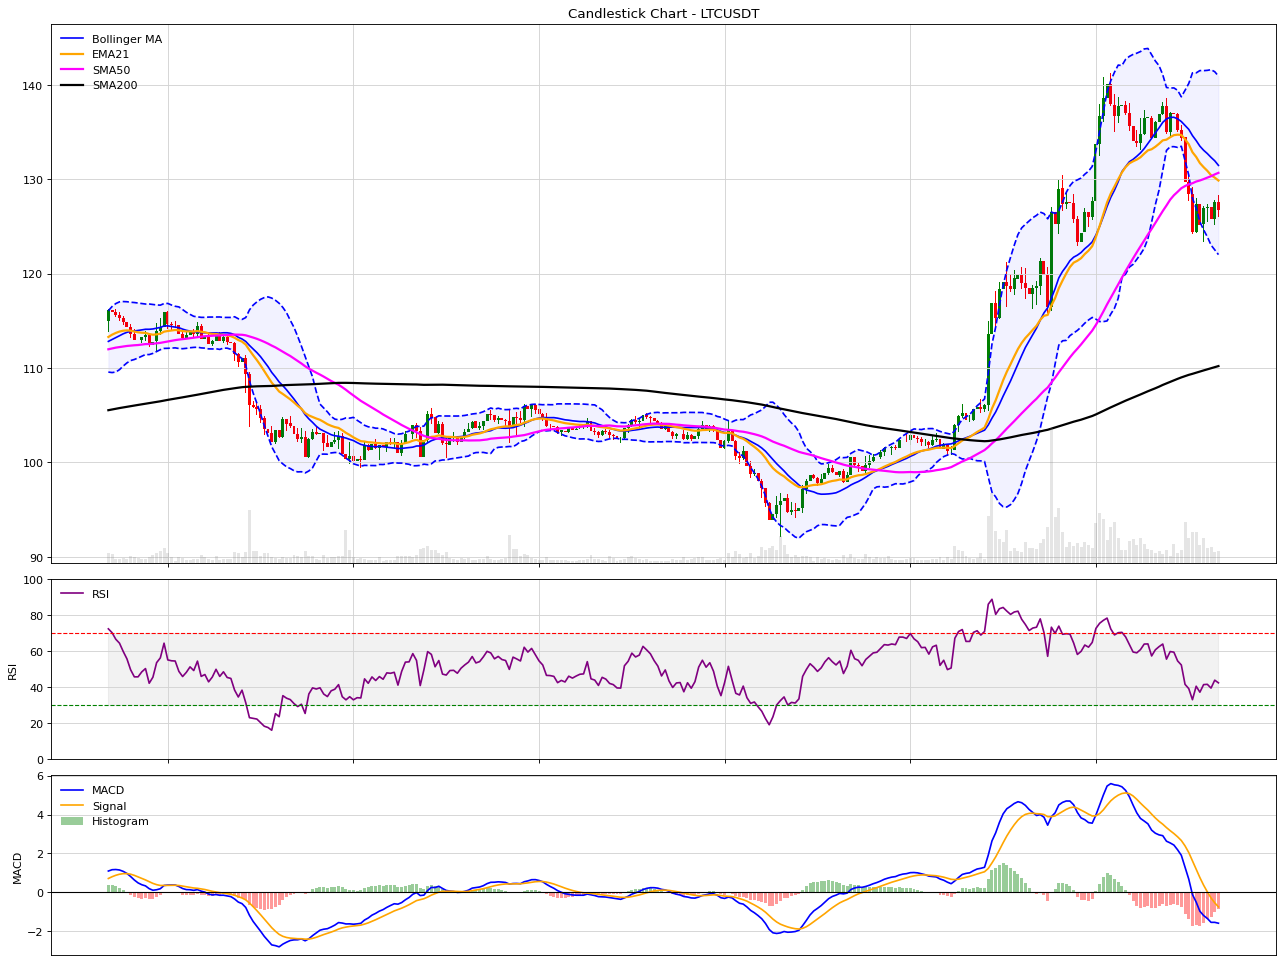 Candlestick Chart - LTCUSDT
Bollinger MA
EMA21
SMA50
SMA200
140
130
120
110
100
90
RSI
100
80
60
40
20
0
RSI
MACD
Signal
Histogram
6
4
2
0
−2
MACD